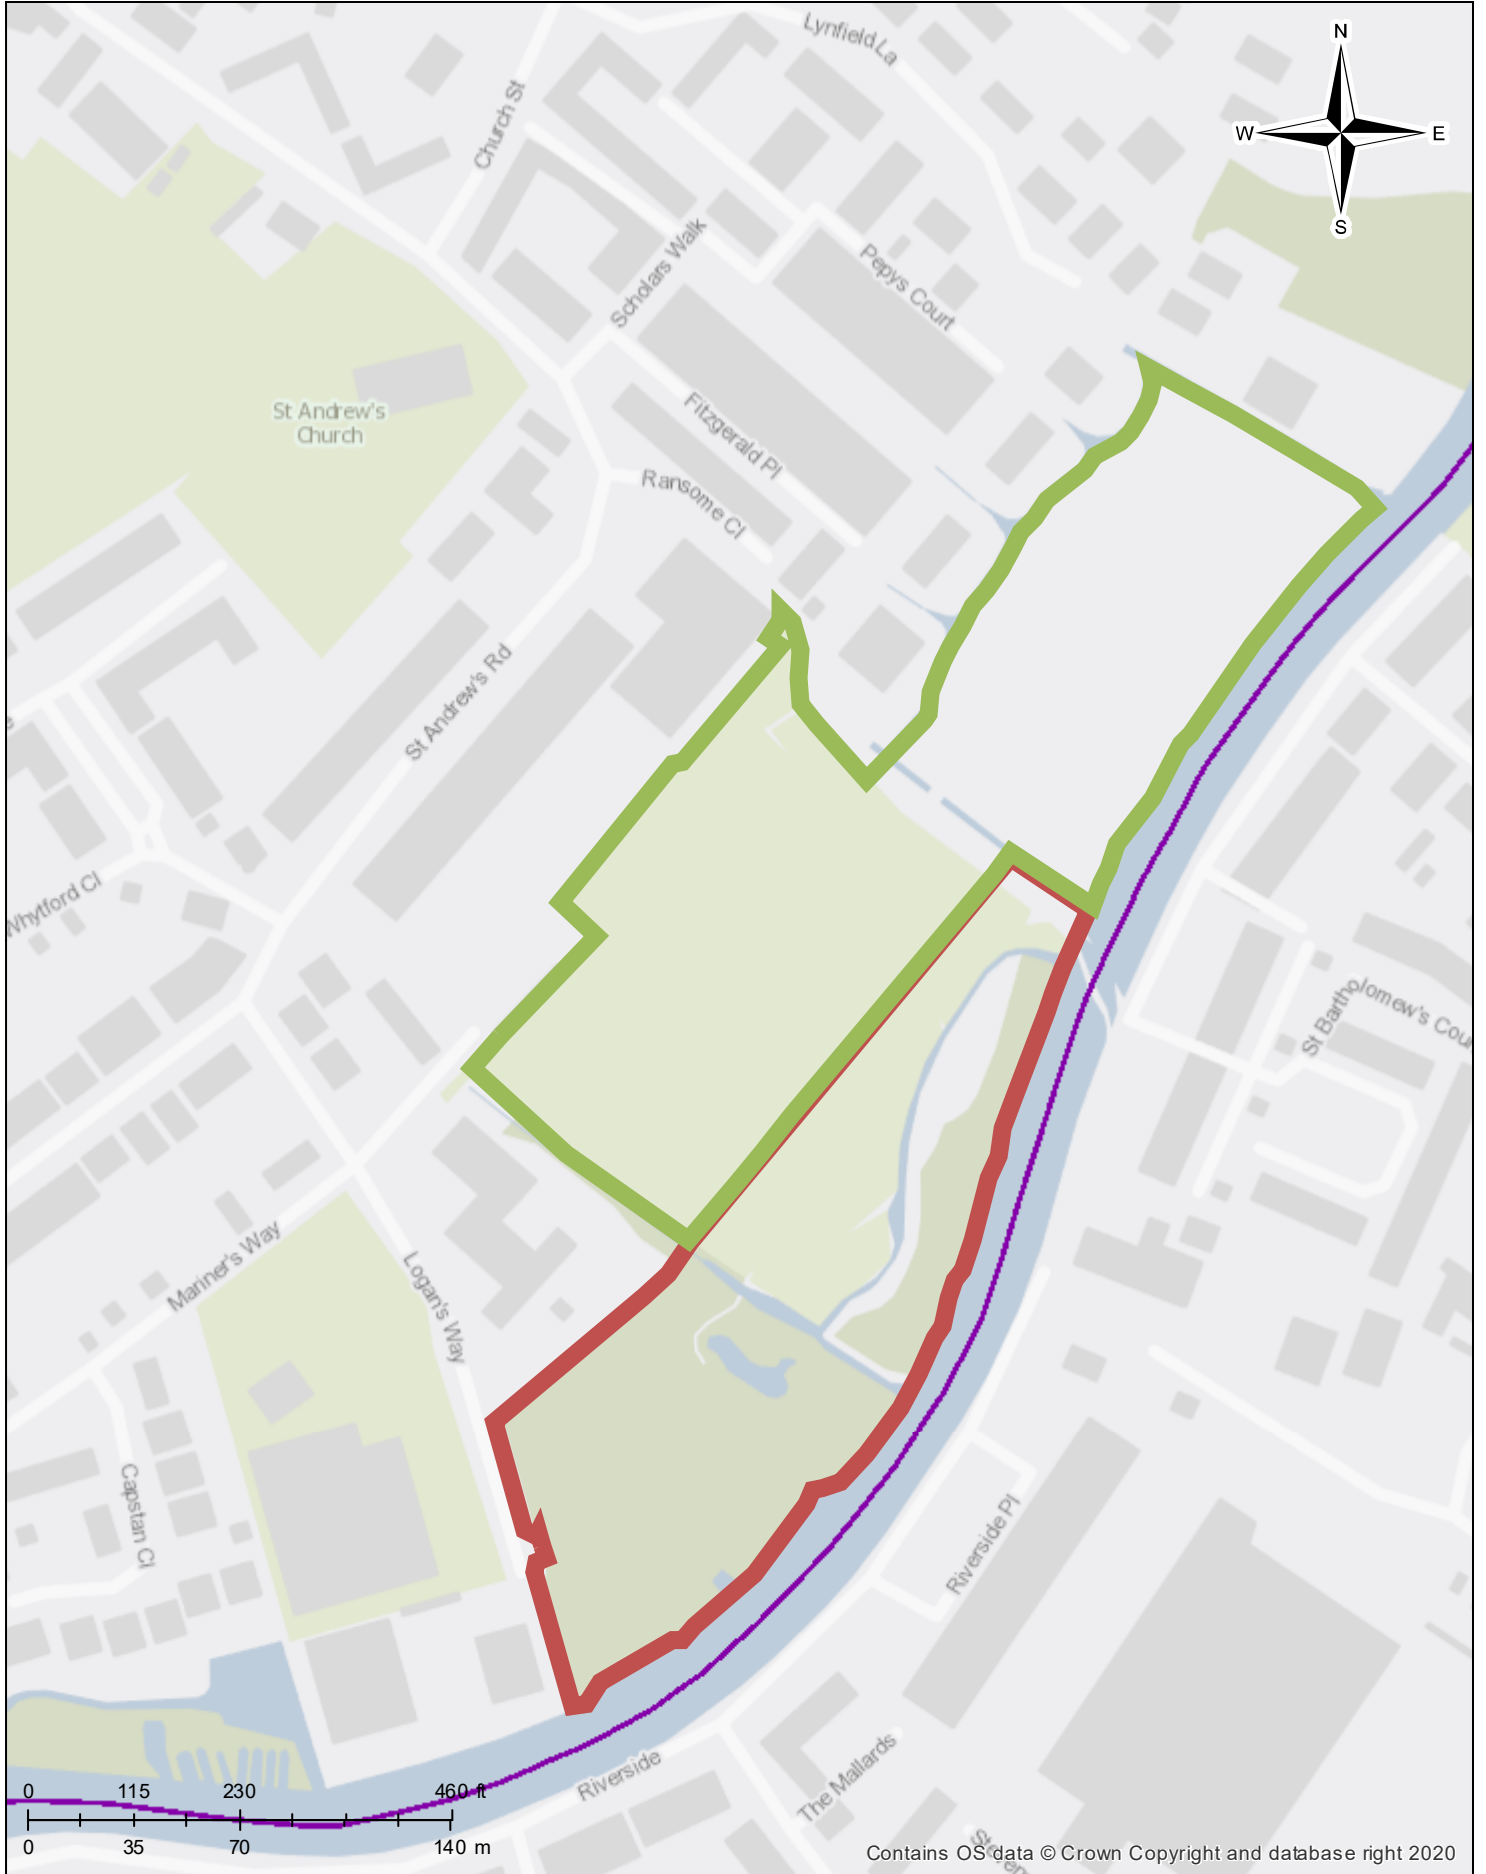 Lynfield La
N
W
E
S
Church St
Scholars Walk
Pepys Court
St Andrew's
Church
Fitzgerald Pl
Ransome Cl
St Andrew's Rd
Whytford Cl
St Bartholomew's Cou
Mariner's Way
Logan's Way
Capstan Cl
Riverside Pl
Riverside
The Mallards
Steven
0 115 230 460 ft
0 35 70 140 m
Contains OS data © Crown Copyright and database right 2020